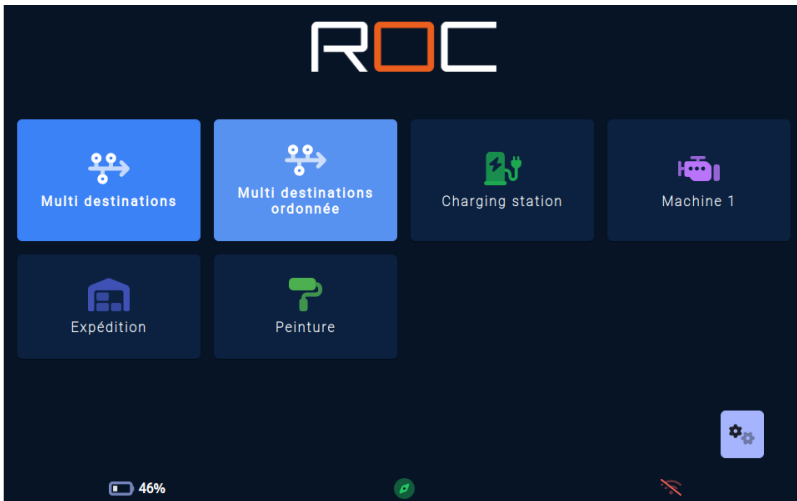 ROC
Multi destinations
Multi destinations
ordonnée
Charging station
Machine 1
Expédition
Peinture
46%